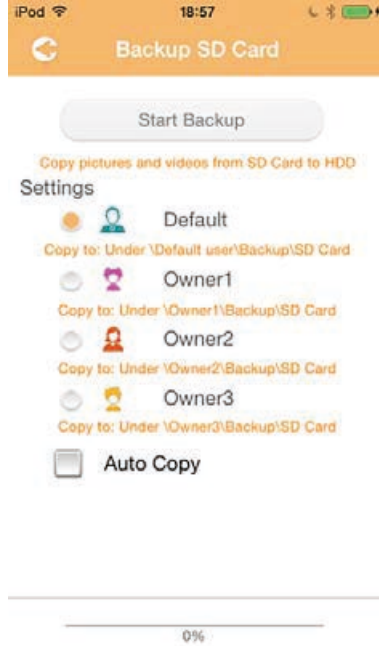 iPod 18:57
Backup SD Card
Start Backup
Copy pictures and videos from SD Card to HDD
Settings
Default
Copy to: Under \Default user\Backup\SD Card
Owner1
Copy to: Under \Owner1\Backup\SD Card
Owner2
Copy to: Under \Owner2\Backup\SD Card
Owner3
Copy to: Under \Owner3\Backup\SD Card
Auto Copy
0%